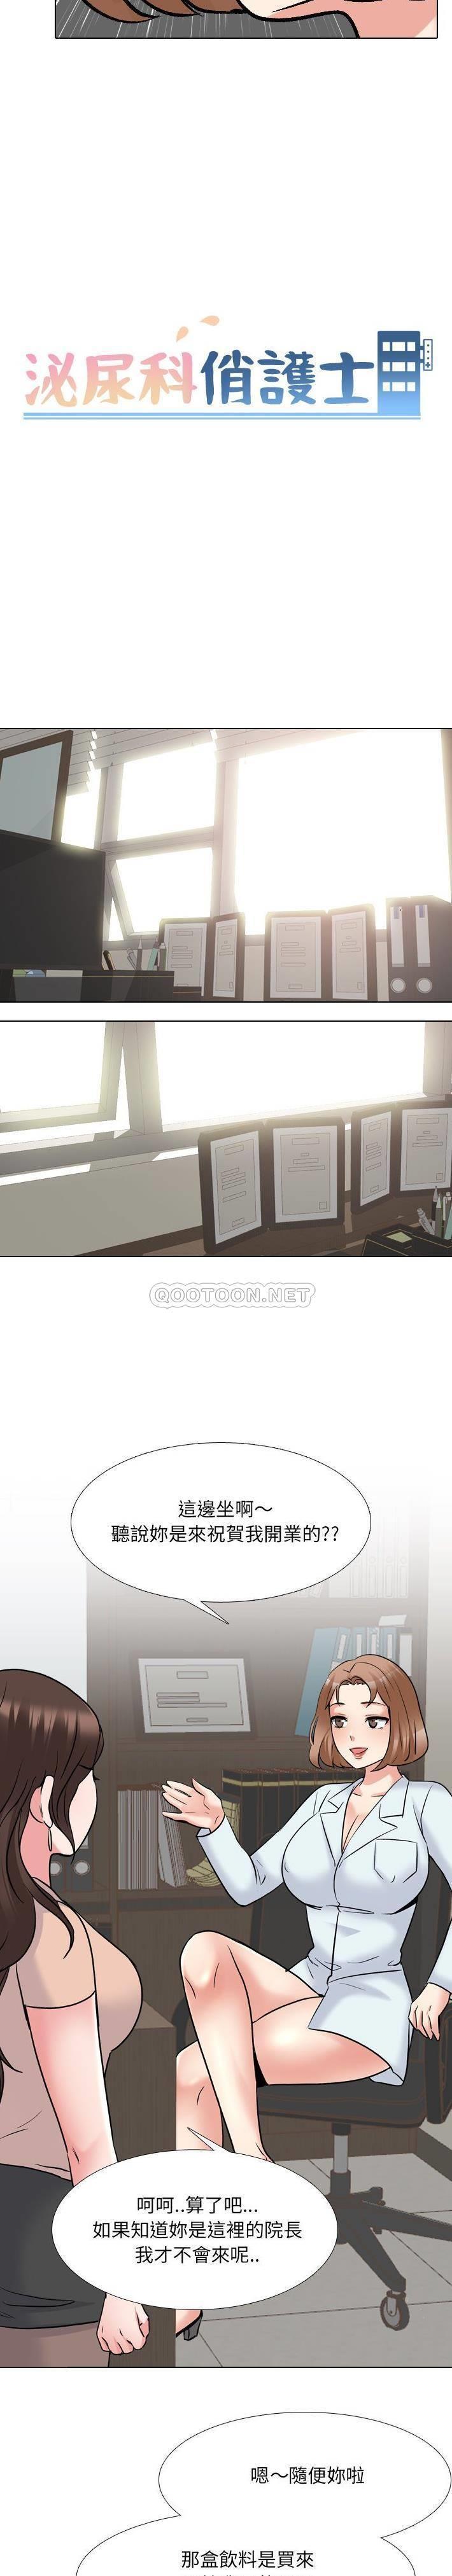 泌尿科俏護士
QOOTOON.NET
這邊坐啊～
聽說妳是來祝賀我開業的??
呵呵..算了吧...
如果知道妳是這裡的院長
我才不會來呢..
嗯～隨便妳啦
那盒飲料是買來